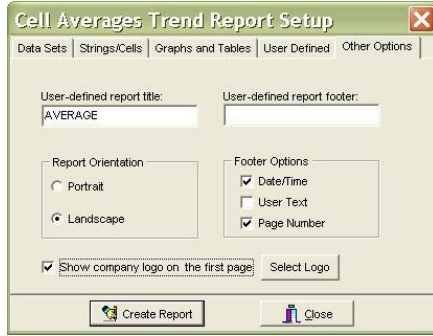 Cell Averages Trend Report Setup
Data Sets Strings/Cells Graphs and Tables User Defined Other Options
User-defined report title: User-defined report footer:
AVERAGE
Report Orientation Footer Options
Portrait Date/Time
User Text
Landscape Page Number
Show company logo on the first page Select Logo
Create Report Close